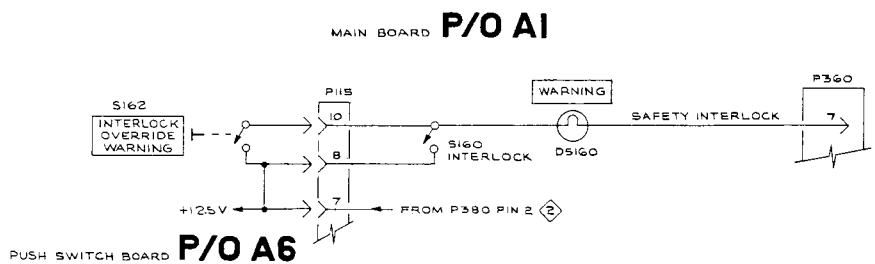 MAIN BOARD P/O A1
WARNING
P360
S162
P115
INTERLOCK
OVERRIDE
WARNING
10
SAFETY INTERLOCK
7
S160
INTERLOCK
DS160
8
+12.5V
7
FROM P380 PIN 2 2
PUSH SWITCH BOARD P/O A6